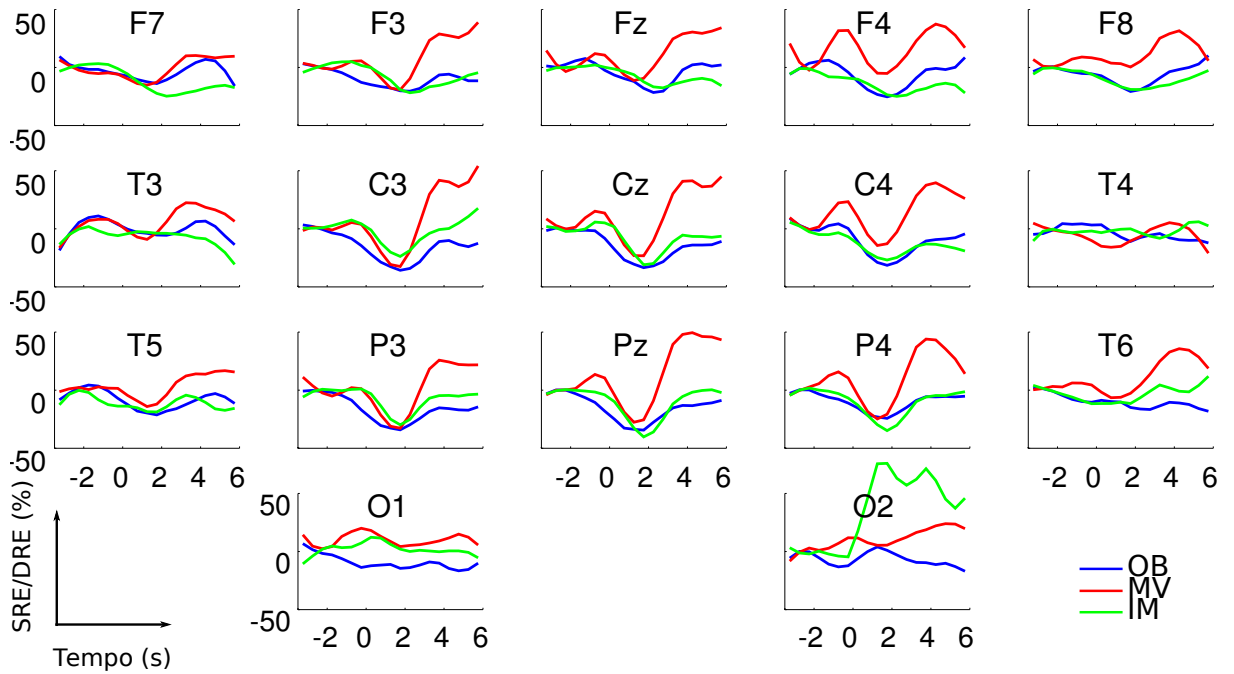 50 F7 F3 Fz F4 F8
0
-50
50 T3 C3 Cz C4 T4
0
-50
50 T5 P3 Pz P4 T6
0
-50
-2 0 2 4 6 -2 0 2 4 6
50 O1 O2
0
-50
-2 0 2 4 6 -2 0 2 4 6
SRE/DRE (%)
Tempo (s)
OB
MV
IM